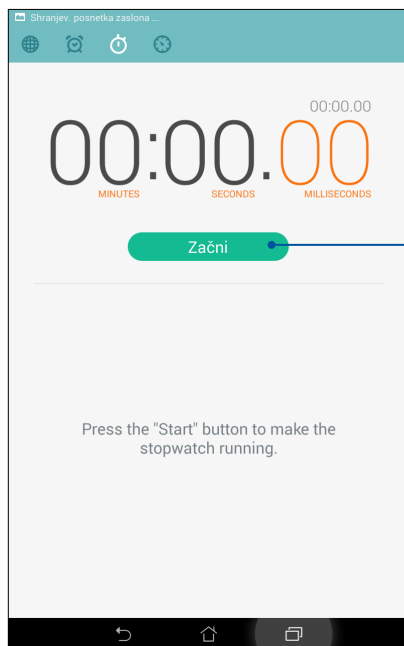 Shranjev. posnetka zaslona ...
00:00.00
00:00.00
MINUTES SECONDS MILLISECONDS
Začni
Press the "Start" button to make the
stopwatch running.